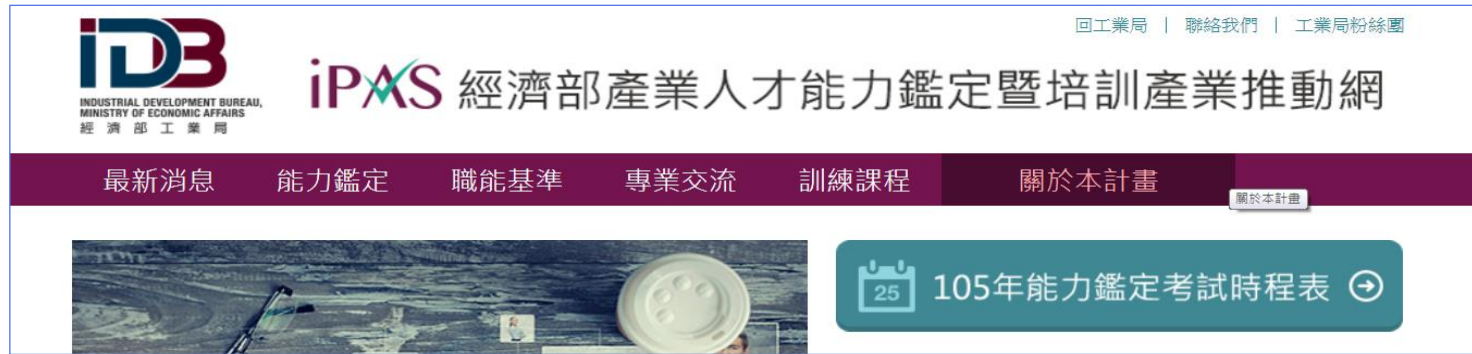 回工業局 | 聯絡我們 | 工業局粉絲團
IDB
INDUSTRIAL DEVELOPMENT BUREAU,
MINISTRY OF ECONOMIC AFFAIRS
經濟部工業局
iPAS 經濟部產業人才能力鑑定暨培訓產業推動網
最新消息 能力鑑定 職能基準 專業交流 訓練課程 關於本計畫
關於本計畫
25 105年能力鑑定考試時程表